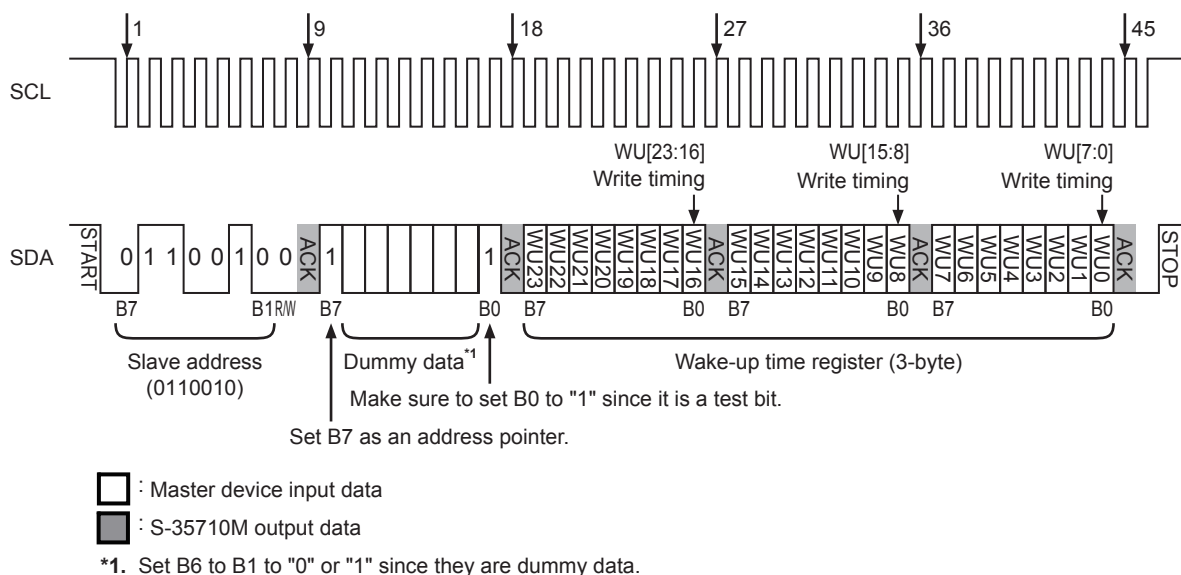 1 9 18 27 36 45
SCL
WU[23:16] WU[15:8] WU[7:0]
Write timing Write timing Write timing
SDA START 0 1 1 0 0 1 0 0 ACK 1 1 ACK WU23 WU22 WU21 WU20 WU19 WU18 WU17 WU16 ACK WU15 WU14 WU13 WU12 WU11 WU10 WU9 WU8 ACK WU7 WU6 WU5 WU4 WU3 WU2 WU1 WU0 ACK STOP
B7 B1 R/W B7 B0 B7 B0 B7 B0 B7 B0
Slave address Dummy data*1 Wake-up time register (3-byte)
(0110010)
Make sure to set B0 to "1" since it is a test bit.
Set B7 as an address pointer.
: Master device input data
: S-35710M output data
*1. Set B6 to B1 to "0" or "1" since they are dummy data.